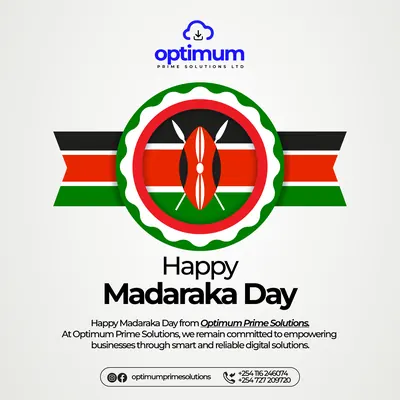 optimum
PRIME SOLUTIONS LTD
Happy
Madaraka Day
Happy Madaraka Day from Optimum Prime Solutions.
At Optimum Prime Solutions, we remain committed to empowering
businesses through smart and reliable digital solutions.
optimumprimesolutions
+254 116 246074
+254 727 209720